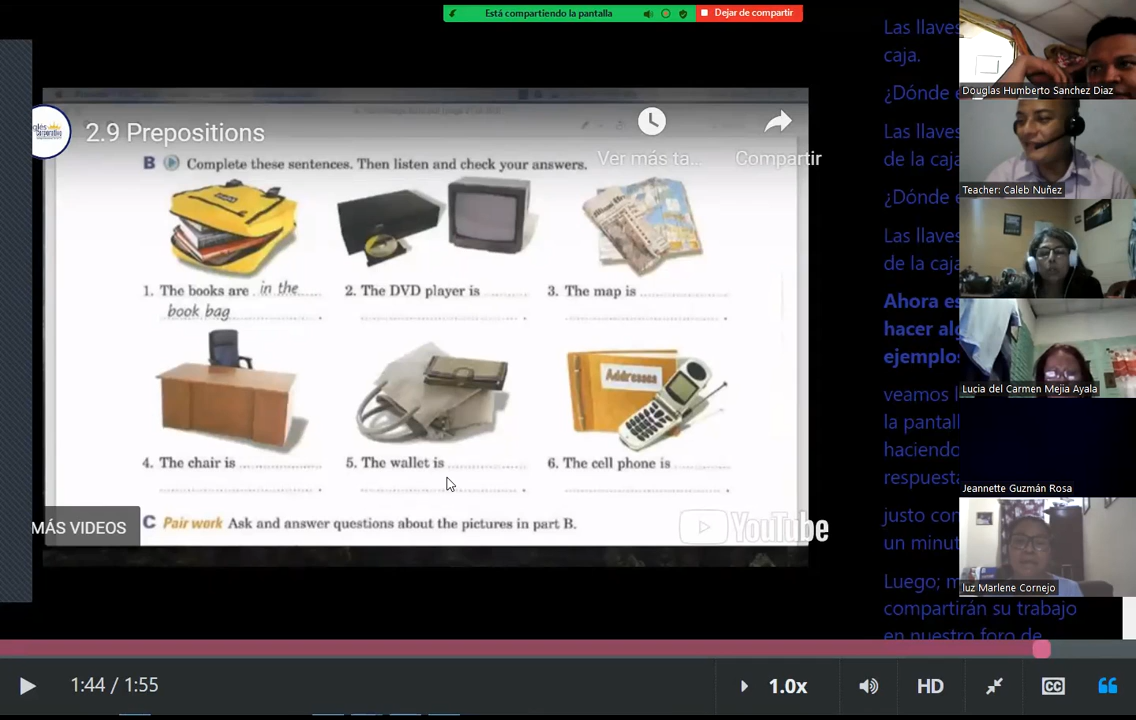 Está compartiendo la pantalla
Dejar de compartir
2.9 Prepositions
Ver más ta...
Compartir
B Complete these sentences. Then listen and check your answers.
1. The books are in the
book bag.
2. The DVD player is
3. The map is
Addresses
4. The chair is
5. The wallet is
6. The cell phone is
C Pair work Ask and answer questions about the pictures in part B.
MÁS VIDEOS
YouTube
Las llaves
caja.
¿Dónde e
Las llaves
de la caja
¿Dónde e
Las llaves
de la caja
Ahora es
hacer al
ejemplos
veamos l
la pantal
haciendo
respuesta
justo con
un minut
Luego; m
compartirán su trabajo
en nuestro foro de
Douglas Humberto Sanchez Diaz
Teacher: Caleb Nuñez
Lucia del Carmen Mejia Ayala
Jeannette Guzmán Rosa
luz Marlene Cornejo
1:44 / 1:55
1.0x
HD
CC